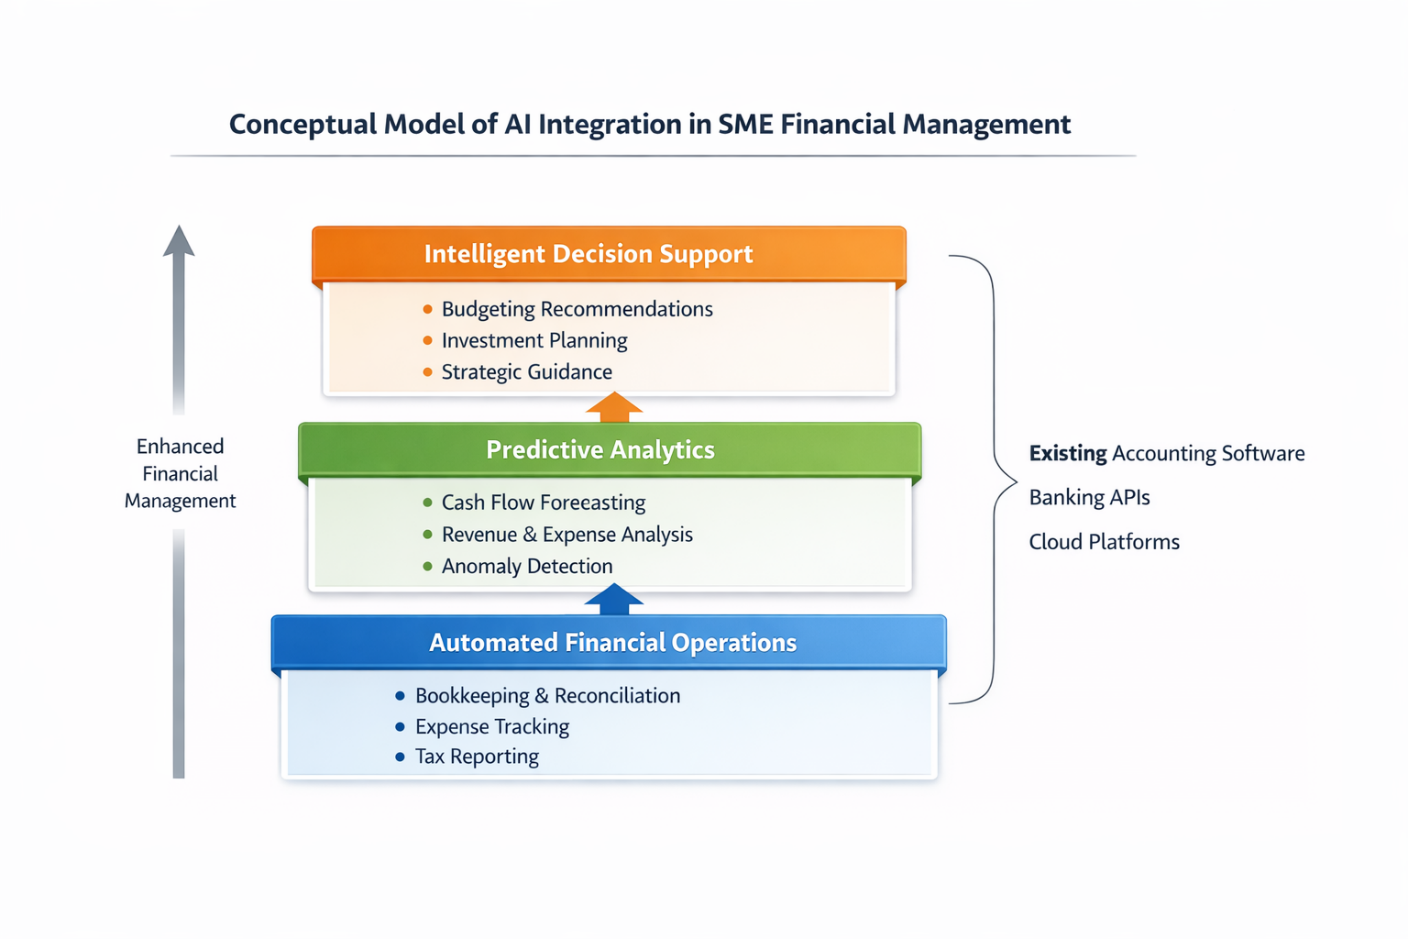 Conceptual Model of AI Integration in SME Financial Management
Intelligent Decision Support
• Budgeting Recommendations
• Investment Planning
• Strategic Guidance
Enhanced
Financial
Management
Predictive Analytics
• Cash Flow Forecasting
• Revenue & Expense Analysis
• Anomaly Detection
Existing Accounting Software
Banking APIs
Cloud Platforms
Automated Financial Operations
• Bookkeeping & Reconciliation
• Expense Tracking
• Tax Reporting